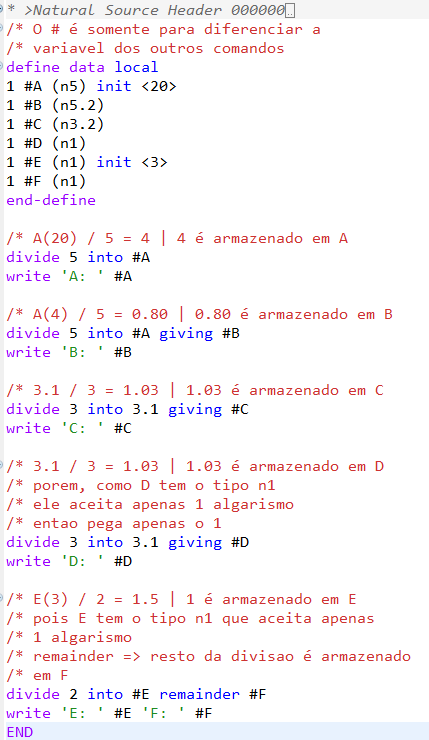 * >Natural Source Header 000000
/* O # é somente para diferenciar a
/* variavel dos outros comandos
define data local
1 #A (n5) init <20>
1 #B (n5.2)
1 #C (n3.2)
1 #D (n1)
1 #E (n1) init <3>
1 #F (n1)
end-define
/* A(20) / 5 = 4 | 4 é armazenado em A
divide 5 into #A
write 'A: ' #A
/* A(4) / 5 = 0.80 | 0.80 é armazenado em B
divide 5 into #A giving #B
write 'B: ' #B
/* 3.1 / 3 = 1.03 | 1.03 é armazenado em C
divide 3 into 3.1 giving #C
write 'C: ' #C
/* 3.1 / 3 = 1.03 | 1.03 é armazenado em D
/* porem, como D tem o tipo n1
/* ele aceita apenas 1 algarismo
/* entao pega apenas o 1
divide 3 into 3.1 giving #D
write 'D: ' #D
/* E(3) / 2 = 1.5 | 1 é armazenado em E
/* pois E tem o tipo n1 que aceita apenas
/* 1 algarismo
/* remainder => resto da divisao é armazenado
/* em F
divide 2 into #E remainder #F
write 'E: ' #E 'F: ' #F
END